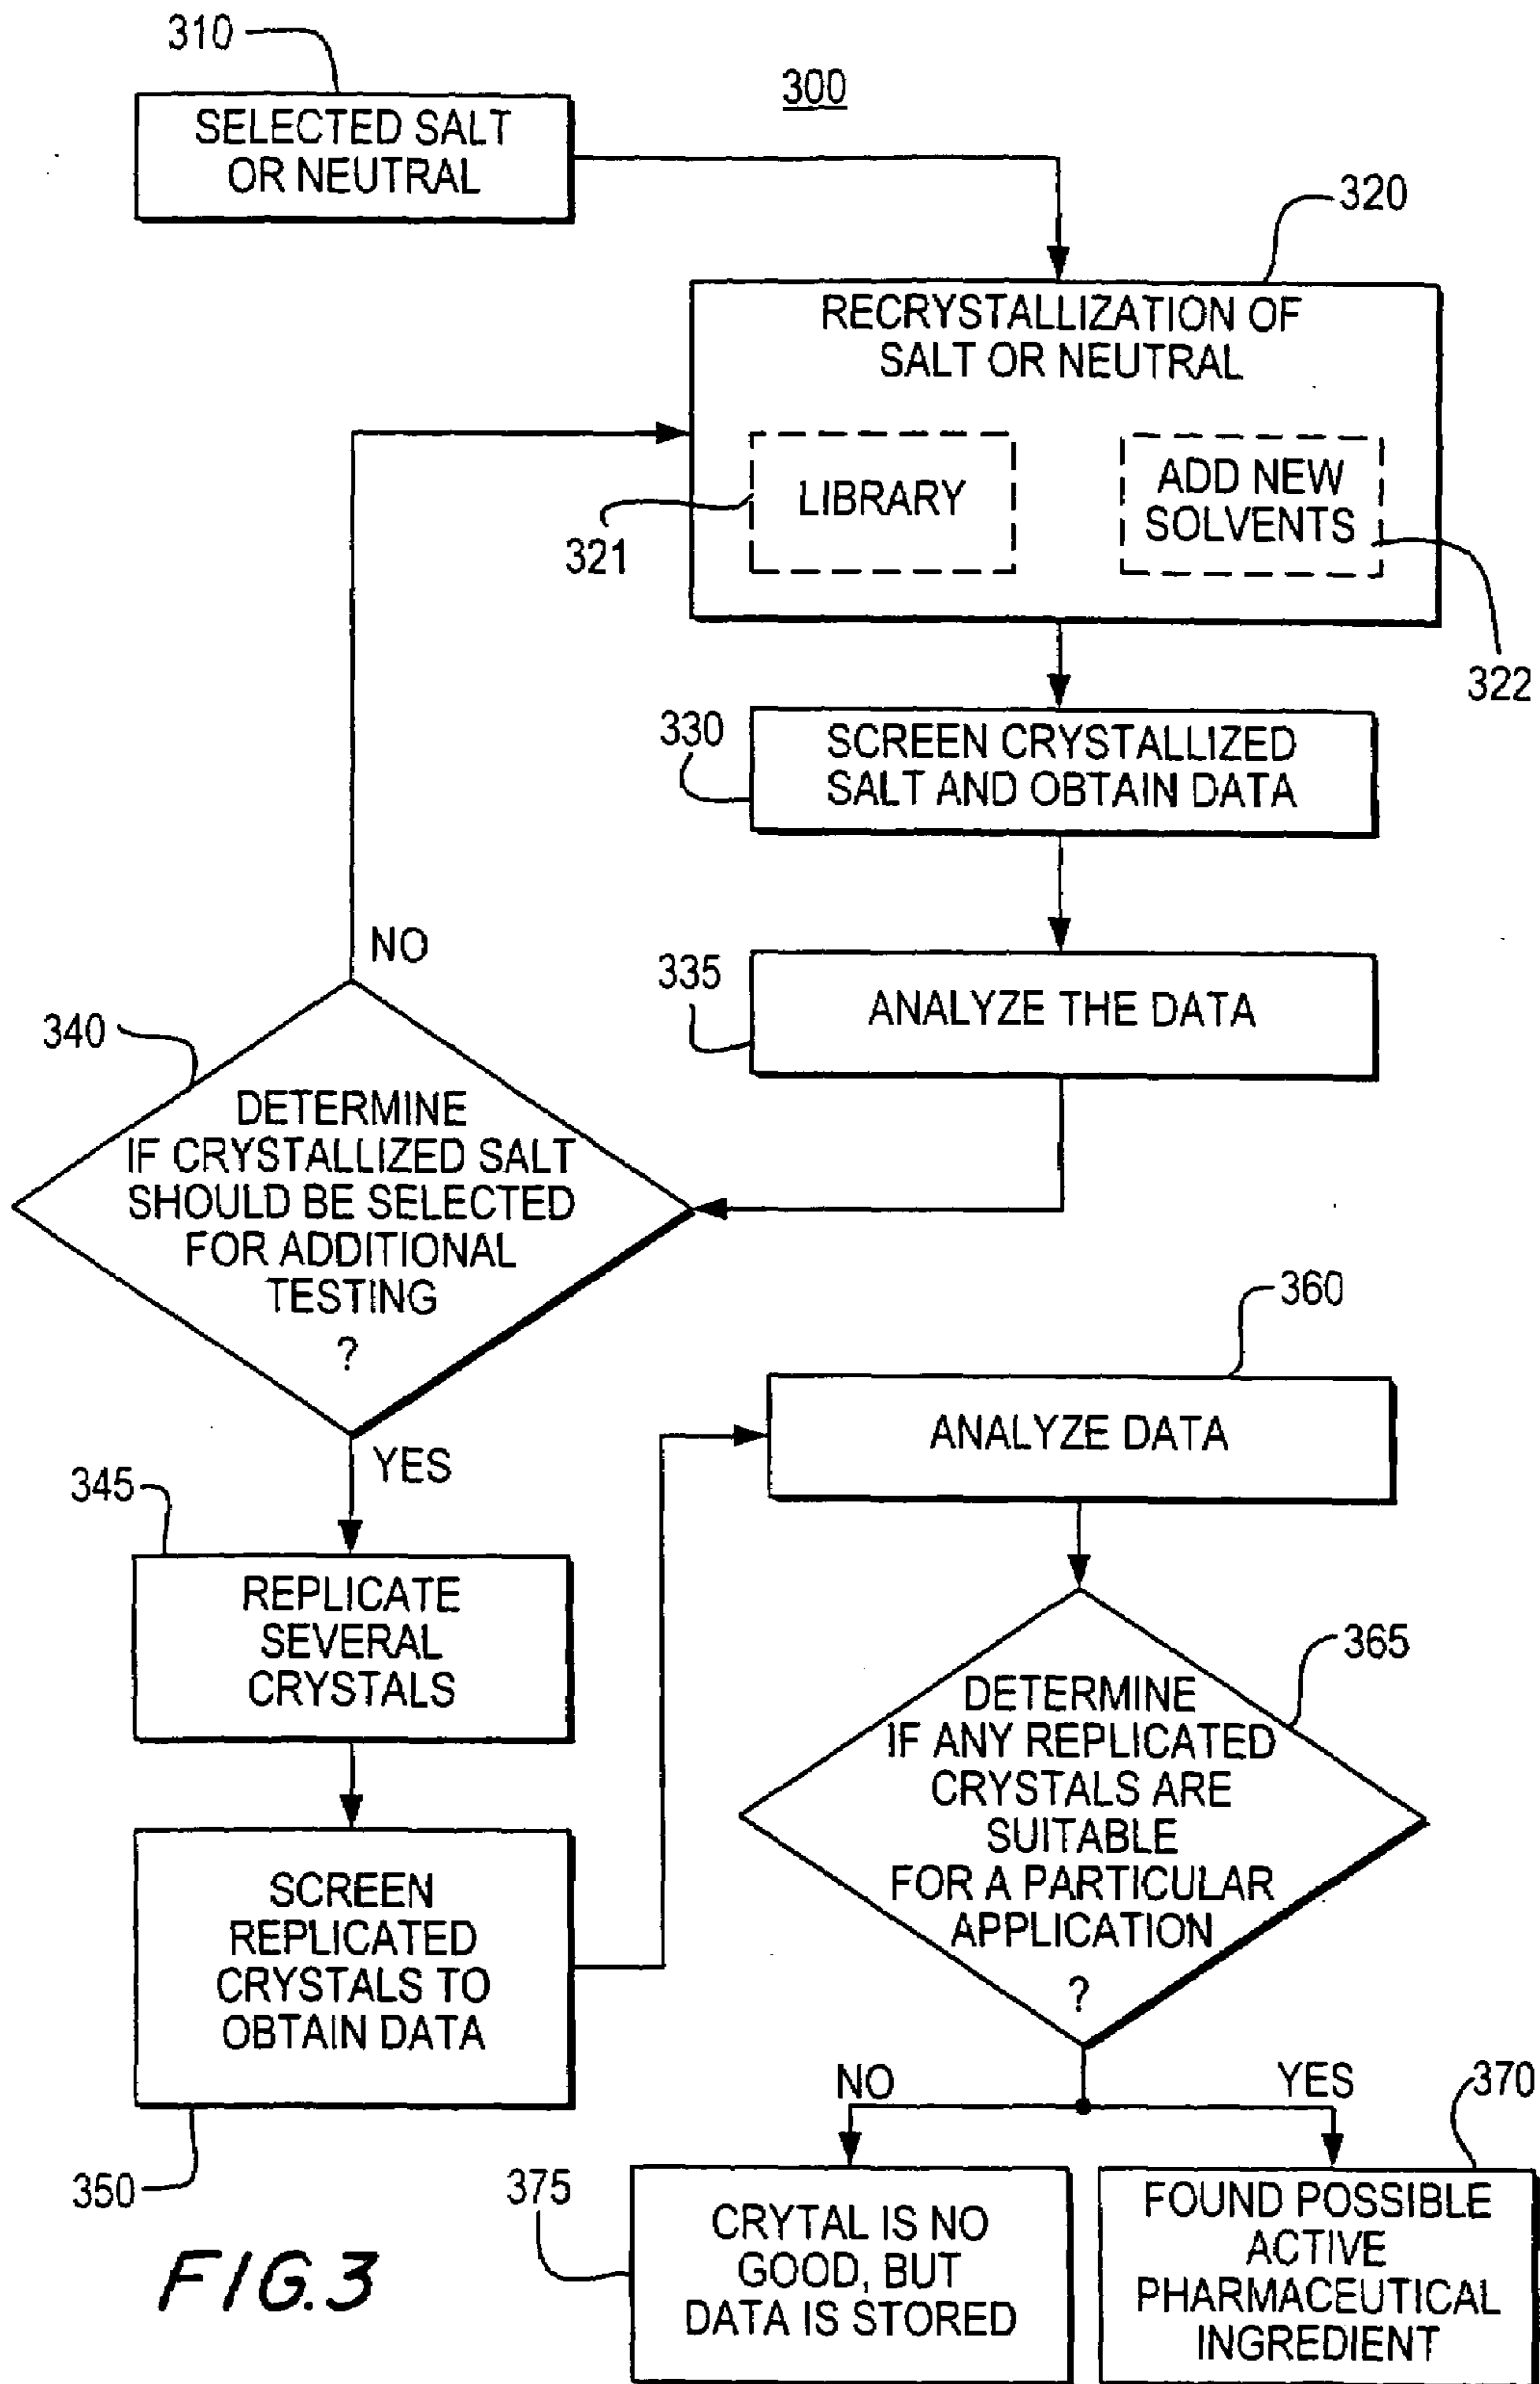 310
300
SELECTED SALT
OR NEUTRAL
320
RECRYSTALLIZATION OF
SALT OR NEUTRAL
LIBRARY
ADD NEW
SOLVENTS
321
322
330
SCREEN CRYSTALLIZED
SALT AND OBTAIN DATA
NO
335
ANALYZE THE DATA
340
DETERMINE
IF CRYSTALLIZED SALT
SHOULD BE SELECTED
FOR ADDITIONAL
TESTING
?
YES
345
REPLICATE
SEVERAL
CRYSTALS
SCREEN
REPLICATED
CRYSTALS TO
OBTAIN DATA
350
360
ANALYZE DATA
365
DETERMINE
IF ANY REPLICATED
CRYSTALS ARE
SUITABLE
FOR A PARTICULAR
APPLICATION
?
NO
YES
370
375
CRYTAL IS NO
GOOD, BUT
DATA IS STORED
FOUND POSSIBLE
ACTIVE
PHARMACEUTICAL
INGREDIENT
FIG.3